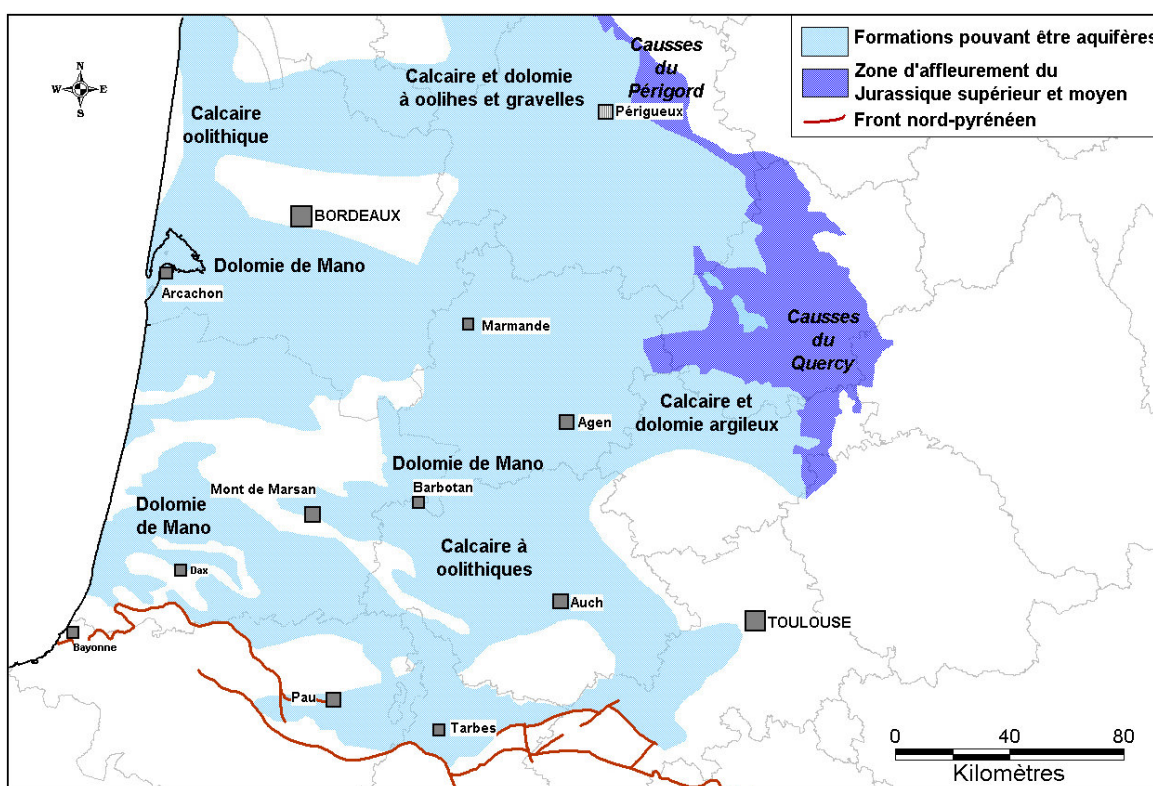 Formations pouvant être aquifères
Zone d'affleurement du
Jurassique supérieur et moyen
Front nord-pyrénéen
N
W E
S
Causses
du
Périgord
Calcaire et dolomie
à oolihes et gravelles
Périgueux
Calcaire
oolithique
BORDEAUX
Dolomie de Mano
Arcachon
Marmande
Causses
du
Quercy
Calcaire et
dolomie argileux
Agen
Dolomie de Mano
Barbotan
Mont de Marsan
Dolomie
de Mano
Calcaire à
oolithiques
Dax
Auch
TOULOUSE
Bayonne
Pau
Tarbes
0 40 80
Kilomètres